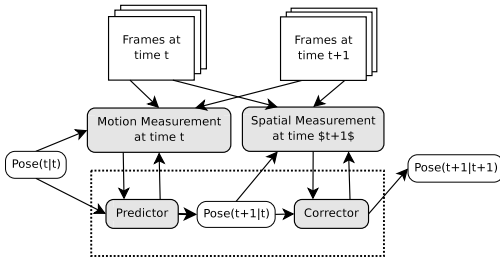 Frames at
time t
Frames at
time t+1
Motion Measurement
at time t
Spatial Measurement
at time $t+1$
Pose(t|t)
Pose(t+1|t+1)
Predictor
Pose(t+1|t)
Corrector